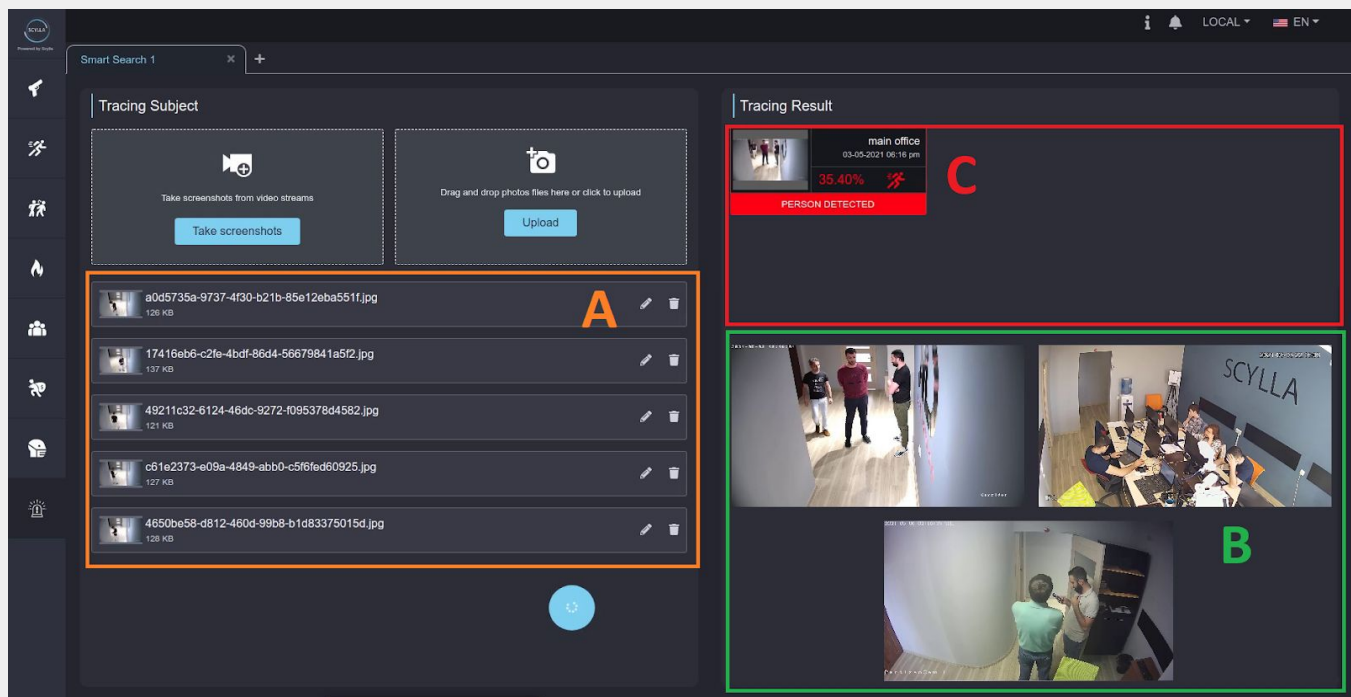 SCYLLA
Powered by Scylla
LOCAL
EN
Smart Search 1
Tracing Subject
Take screenshots from video streams
Take screenshots
Drag and drop photos files here or click to upload
Upload
a0d5735a-9737-4f30-b21b-85e12eba551f.jpg
126 KB
A
17416eb6-c2fe-4bdf-86d4-56679841a5f2.jpg
137 KB
49211c32-6124-46dc-9272-f095378d4582.jpg
121 KB
c61e2373-e09a-4849-abb0-c5f6fed60925.jpg
127 KB
4650be58-d812-460d-99b8-b1d83375015d.jpg
128 KB
Tracing Result
main office
03-05-2021 06:16 pm
35.40%
PERSON DETECTED
C
SCYLLA
Corridor
B